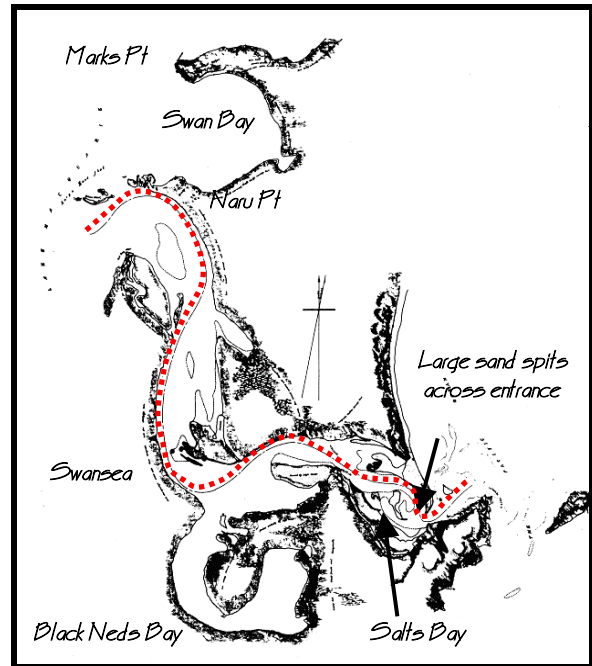 Marks Pt
Swan Bay
Naru Pt
Large sand spits
across entrance
Swansea
Black Neds Bay
Salts Bay